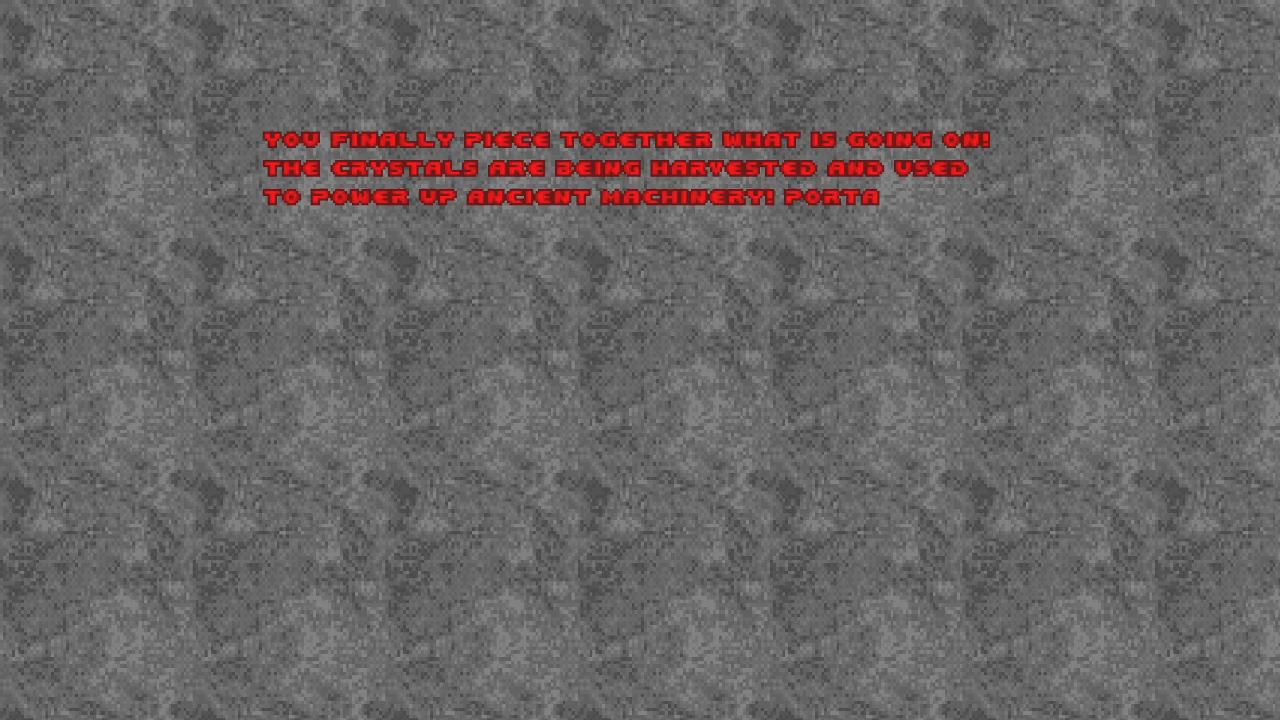 YOU FINALLY PIECE TOGETHER WHAT IS GOING ON!
THE CRYSTALS ARE BEING HARVESTED AND USED
TO POWER UP ANCIENT MACHINERY! PORTA